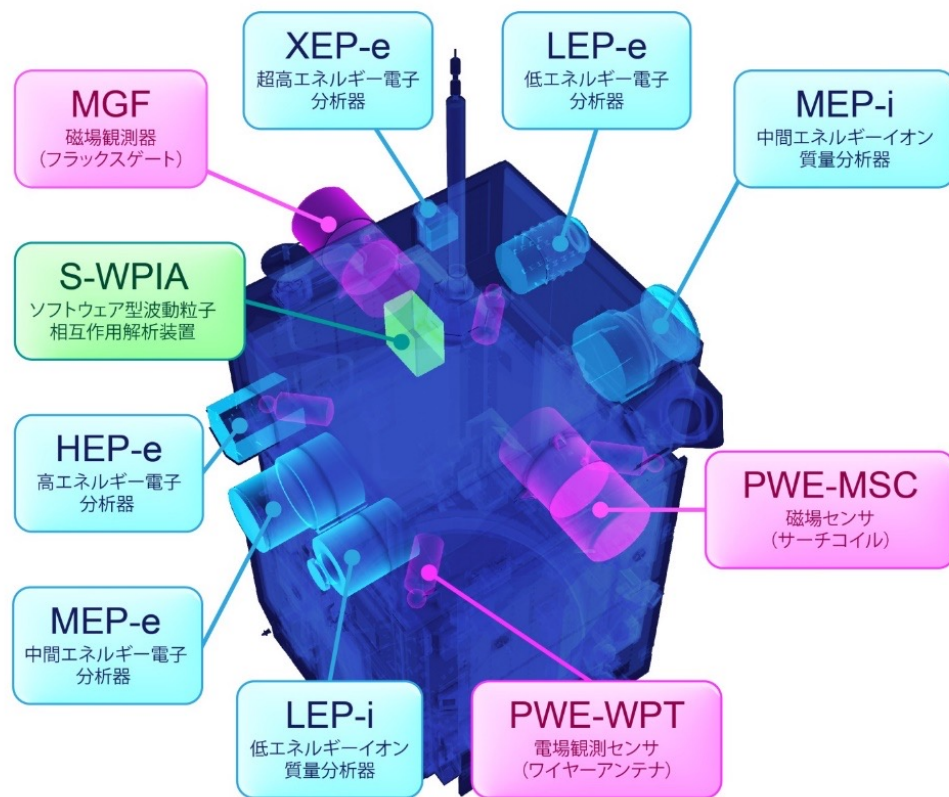 XEP-e
超高エネルギー電子
分析器
LEP-e
低エネルギー電子
分析器
MGF
磁場観測器
（フラックスゲート）
MEP-i
中間エネルギーイオン
質量分析器
S-WPIA
ソフトウェア型波動粒子
相互作用解析装置
HEP-e
高エネルギー電子
分析器
PWE-MSC
磁場センサ
（サーチコイル）
MEP-e
中間エネルギー電子
分析器
LEP-i
低エネルギーイオン
質量分析器
PWE-WPT
電場観測センサ
（ワイヤーアンテナ）